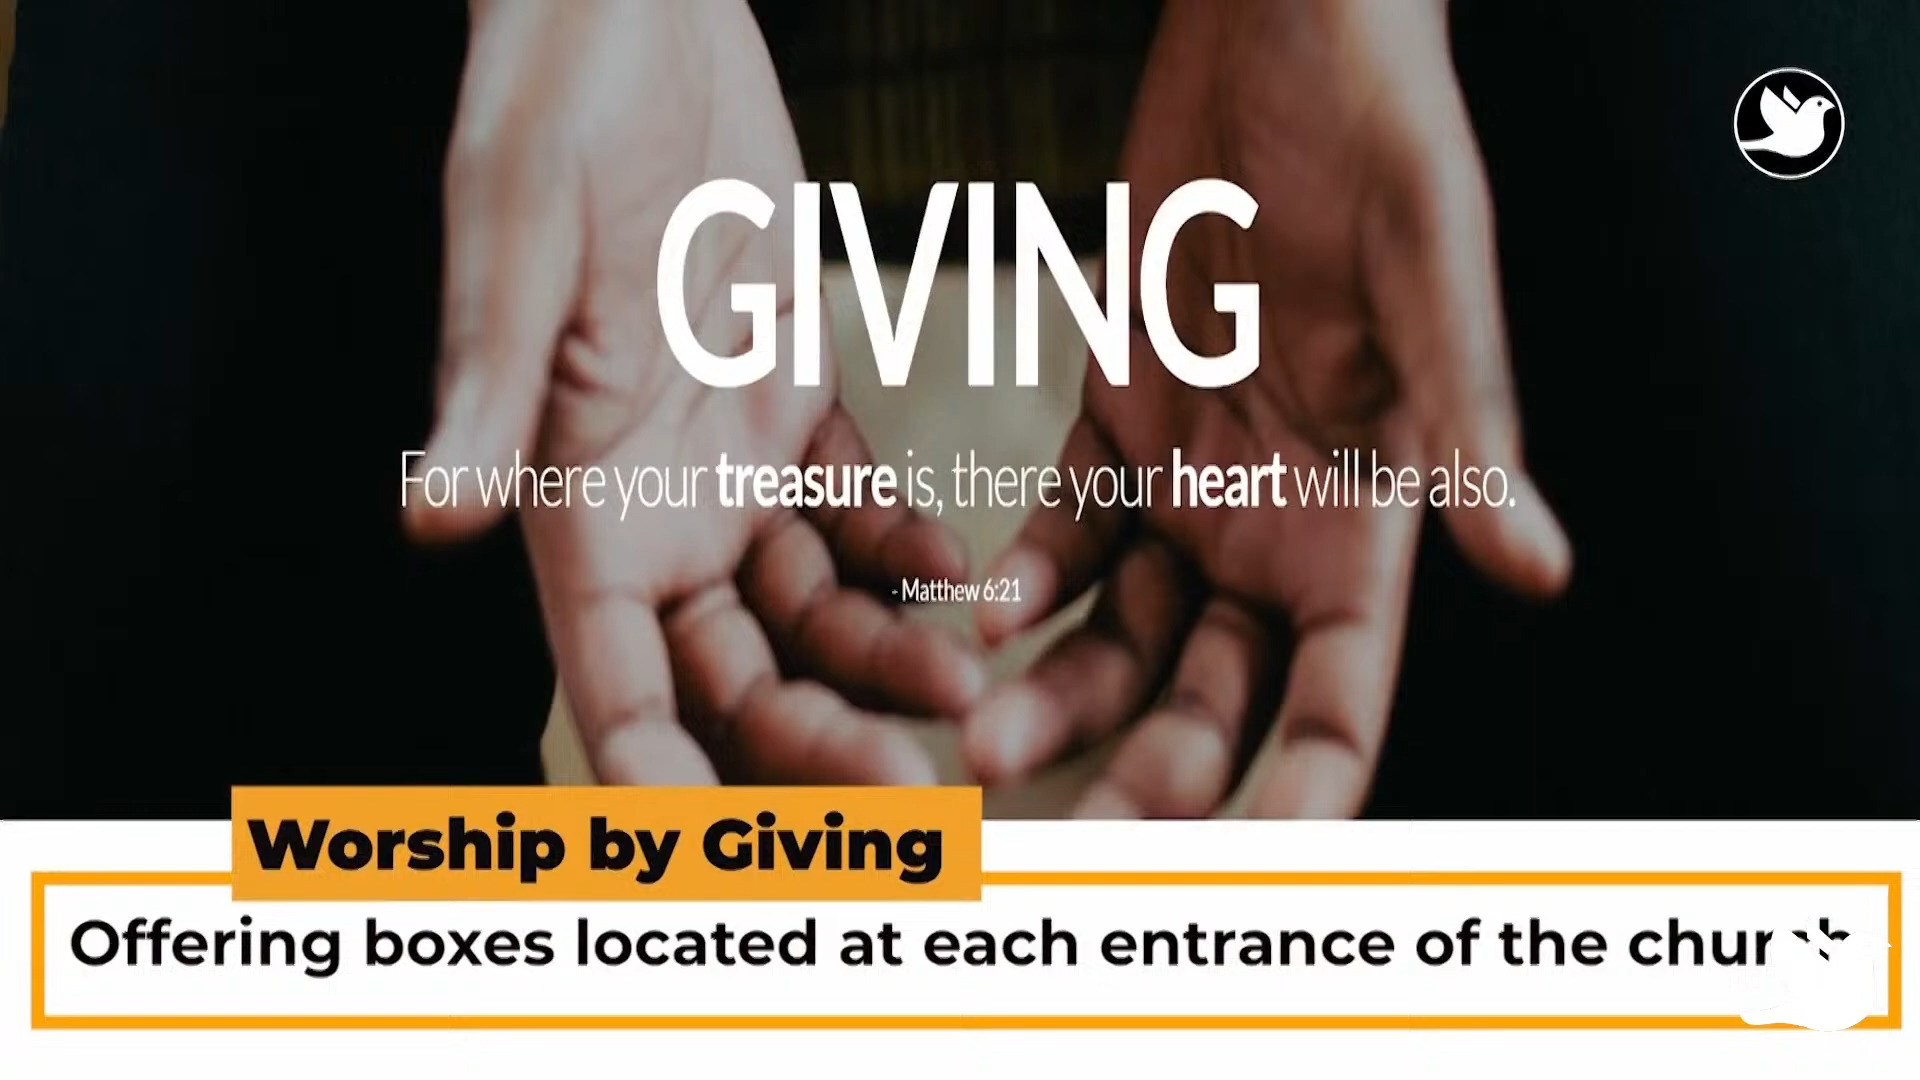 GIVING
For where your treasure is, there your heart will be also.
- Matthew 6:21
Worship by Giving
Offering boxes located at each entrance of the church